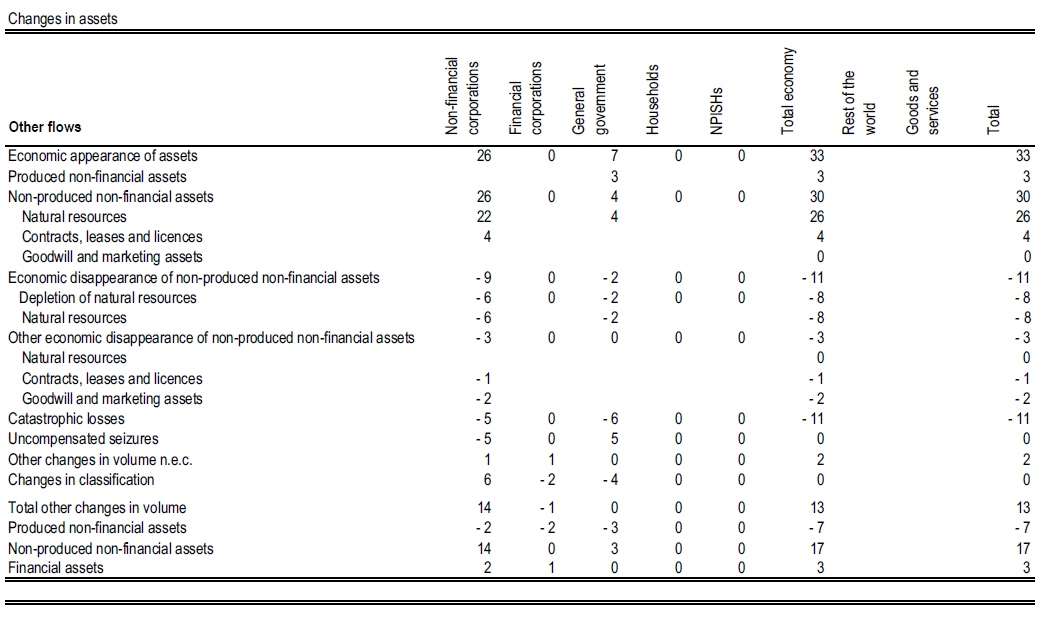 Changes in assets
Other flows Non-financial corporations Financial corporations General government Households NPISHs Total economy Rest of the world Goods and services Total
Economic appearance of assets 26 0 7 0 0 33 33
Produced non-financial assets 3 3 3
Non-produced non-financial assets 26 0 4 0 0 30 30
Natural resources 22 4 26 26
Contracts, leases and licences 4 4 4
Goodwill and marketing assets 0 0
Economic disappearance of non-produced non-financial assets - 9 0 - 2 0 0 - 11 - 11
Depletion of natural resources - 6 0 - 2 0 0 - 8 - 8
Natural resources - 6 - 2 - 8 - 8
Other economic disappearance of non-produced non-financial assets - 3 0 0 0 0 - 3 - 3
Natural resources 0 0
Contracts, leases and licences - 1 - 1 - 1
Goodwill and marketing assets - 2 - 2 - 2
Catastrophic losses - 5 0 - 6 0 0 - 11 - 11
Uncompensated seizures - 5 0 5 0 0 0 0
Other changes in volume n.e.c. 1 1 0 0 0 2 2
Changes in classification 6 - 2 - 4 0 0 0 0
Total other changes in volume 14 - 1 0 0 0 13 13
Produced non-financial assets - 2 - 2 - 3 0 0 - 7 - 7
Non-produced non-financial assets 14 0 3 0 0 17 17
Financial assets 2 1 0 0 0 3 3